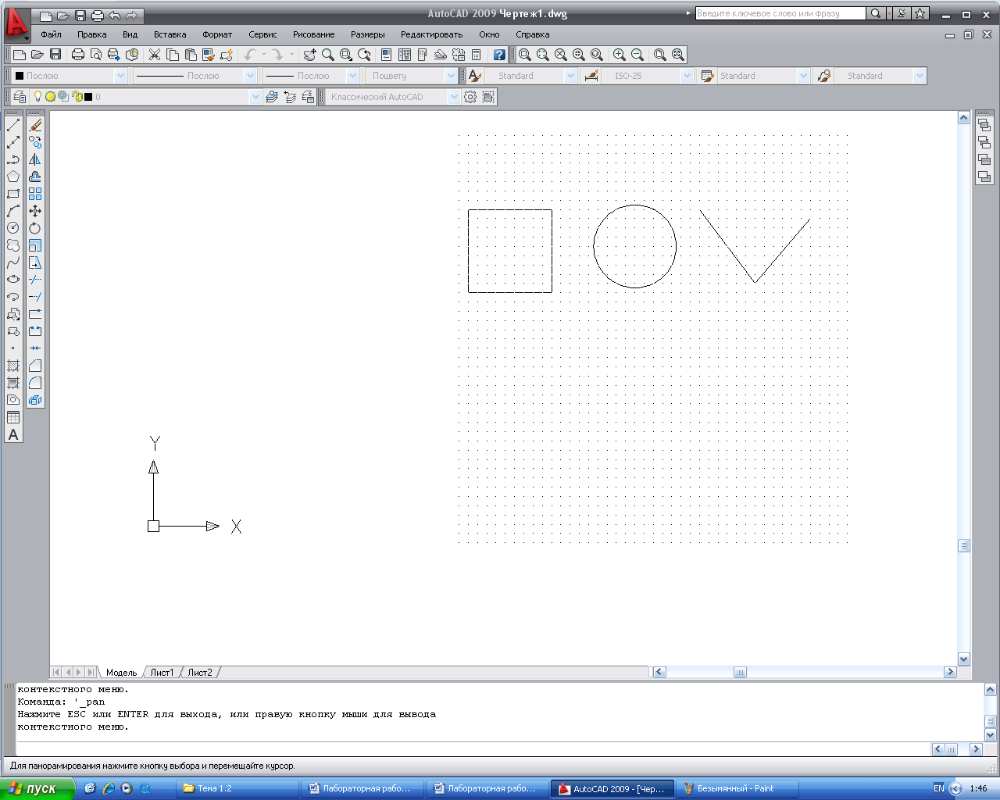 AutoCAD 2009 Чертеж1.dwg
Введите ключевое слово или фразу
Файл Правка Вид Вставка Формат Сервис Рисование Размеры Редактировать Окно Справка
Послою Послою Послою Поцвету Standard ISO-25 Standard Standard
0 Классический AutoCAD
A
Y
X
Модель Лист1 Лист2
контекстного меню.
Команда: '_pan
Нажмите ESC или ENTER для выхода, или правую кнопку мыши для вывода
контекстного меню.
Для панорамирования нажмите кнопку выбора и перемещайте курсор.
пуск Тема 1.2 Лабораторная рабо... Лабораторная рабо... AutoCAD 2009 - [Чер... Безымянный - Paint EN 1:46